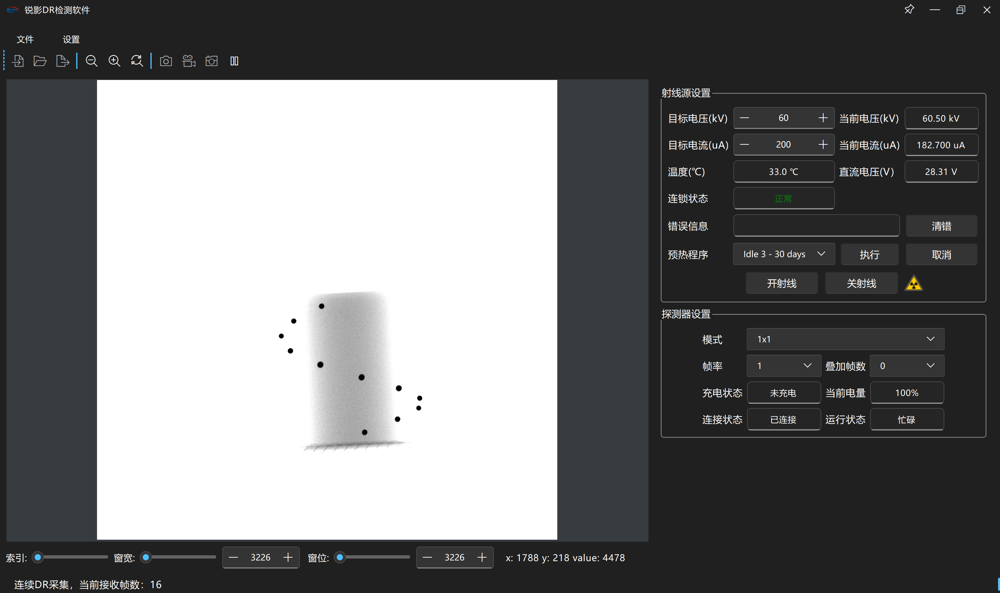 锐影DR检测软件
文件 设置
射线源设置
目标电压(kV) 60 当前电压(kV) 60.50 kV
目标电流(uA) 200 当前电流(uA) 182.700 uA
温度(℃) 33.0 ℃ 直流电压(V) 28.31 V
连锁状态 正常
错误信息 清错
预热程序 Idle 3 - 30 days 执行 取消
开射线 关射线
探测器设置
模式 1x1
帧率 1 叠加帧数 0
充电状态 未充电 当前电量 100%
连接状态 已连接 运行状态 忙碌
索引: 窗宽: 3226 窗位: 3226 x: 1788 y: 218 value: 4478
连续DR采集，当前接收帧数：16